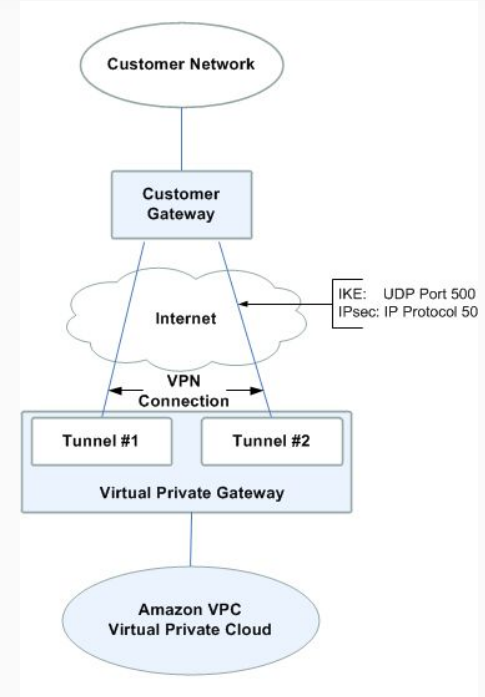 Customer Network
Customer
Gateway
Internet
IKE: UDP Port 500
IPsec: IP Protocol 50
VPN
Connection
Tunnel #1
Tunnel #2
Virtual Private Gateway
Amazon VPC
Virtual Private Cloud